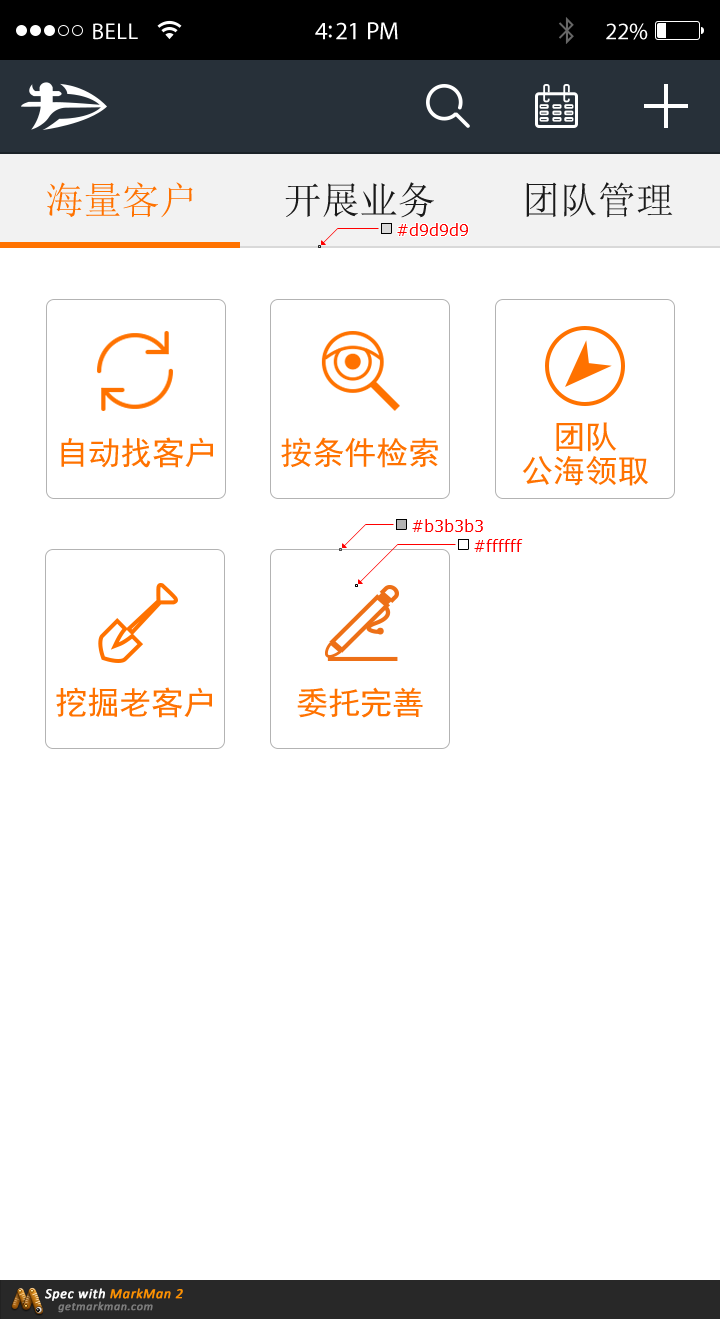 BELL 4:21 PM 22%
海量客户 开展业务 团队管理
#d9d9d9
自动找客户
按条件检索
团队
公海领取
#b3b3b3
#ffffff
挖掘老客户
委托完善
Spec with MarkMan 2
getmarkman.com